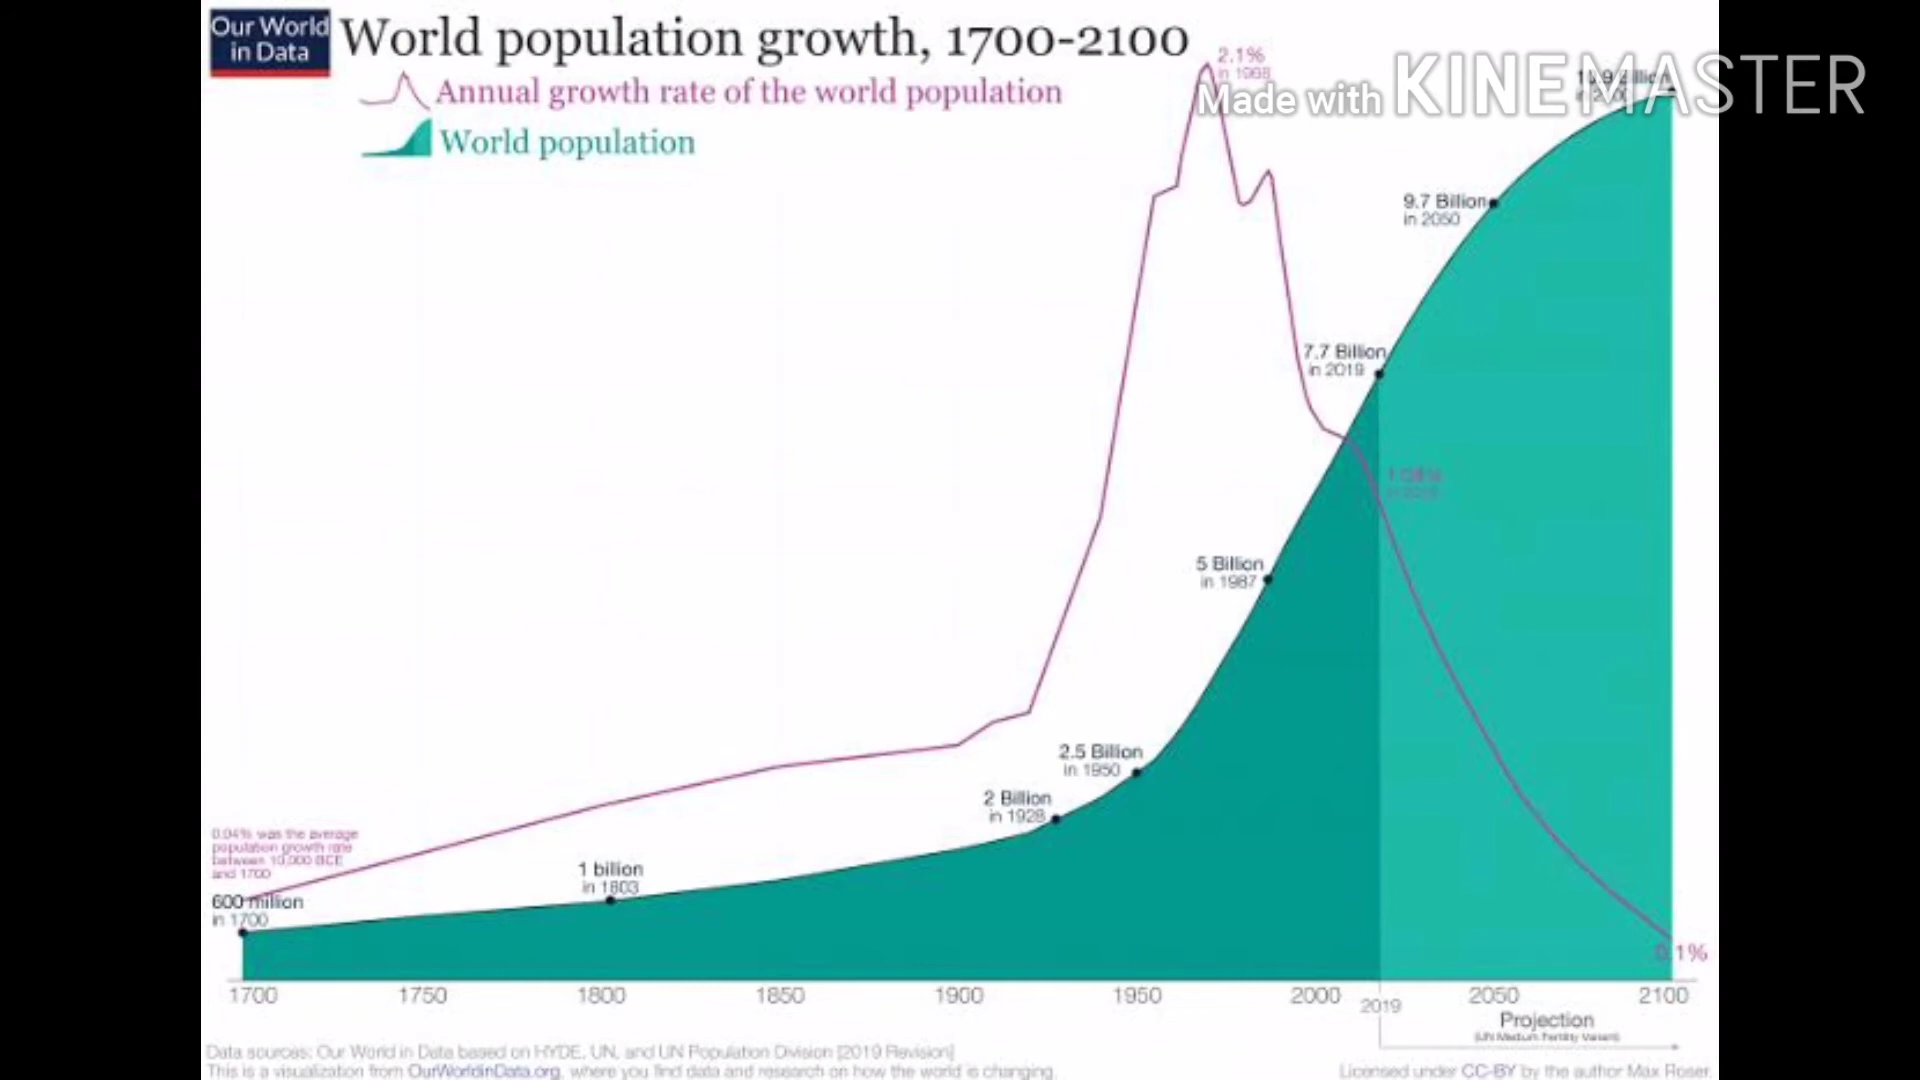 Our World
in Data
World population growth, 1700-2100
Annual growth rate of the world population
World population
2.1%
Made with KINEMASTER
9.7 Billion
in 2050
7.7 Billion
in 2019
5 Billion
in 1987
2.5 Billion
in 1950
2 Billion
in 1928
0.04% was the average
population growth rate
between 10,000 BCE
and 1700
1 billion
in 1803
600 million
in 1700
0.1%
1700 1750 1800 1850 1900 1950 2000 2019 2050 2100
Projection
(UN Medium Fertility Variant)
Data sources: Our World in Data based on HYDE, UN, and UN Population Division [2019 Revision]
This is a visualization from OurWorldinData.org, where you find data and research on how the world is changing.
Licensed under CC-BY by the author Max Roser.